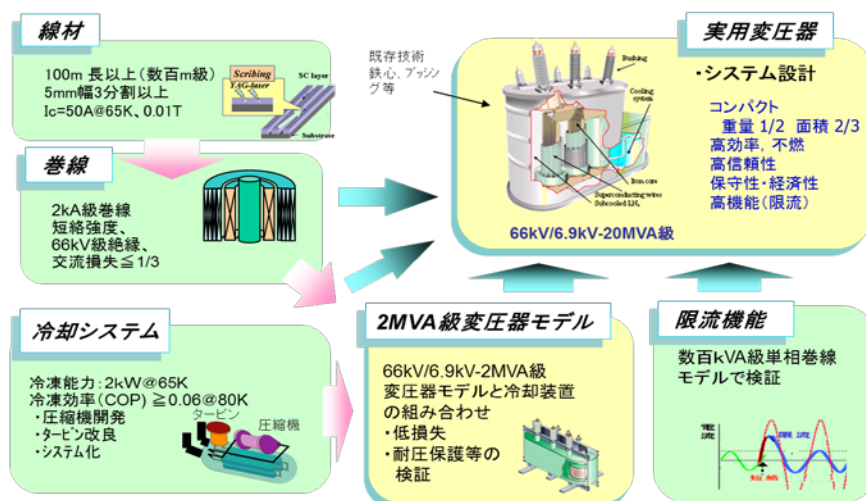 線材
100m 長以上（数百m級）
5mm幅3分割以上
Ic=50A@65K、0.01T
Scribing
YAG-laser
SC layer
Substrate
巻線
2kA級巻線
短絡強度、
66kV級絶縁、
交流損失≦1/3
冷却システム
冷凍能力：2kW@65K
冷凍効率（COP）≧0.06@80K
・圧縮機開発
・タービン改良
・システム化
タービン
圧縮機
既存技術
鉄心、ブッシン
グ等
実用変圧器
Bushing
Cooling
system
Iron core
Superconducting wires
Subcooled LN2
66kV/6.9kV-20MVA級
・システム設計
コンパクト
重量 1/2 面積 2/3
高効率, 不燃
高信頼性
保守性・経済性
高機能（限流）
2MVA級変圧器モデル
66kV/6.9kV-2MVA級
変圧器モデルと冷却装置
の組み合わせ
・低損失
・耐圧保護等の
検証
限流機能
数百kVA級単相巻線
モデルで検証
電流
限流
短絡